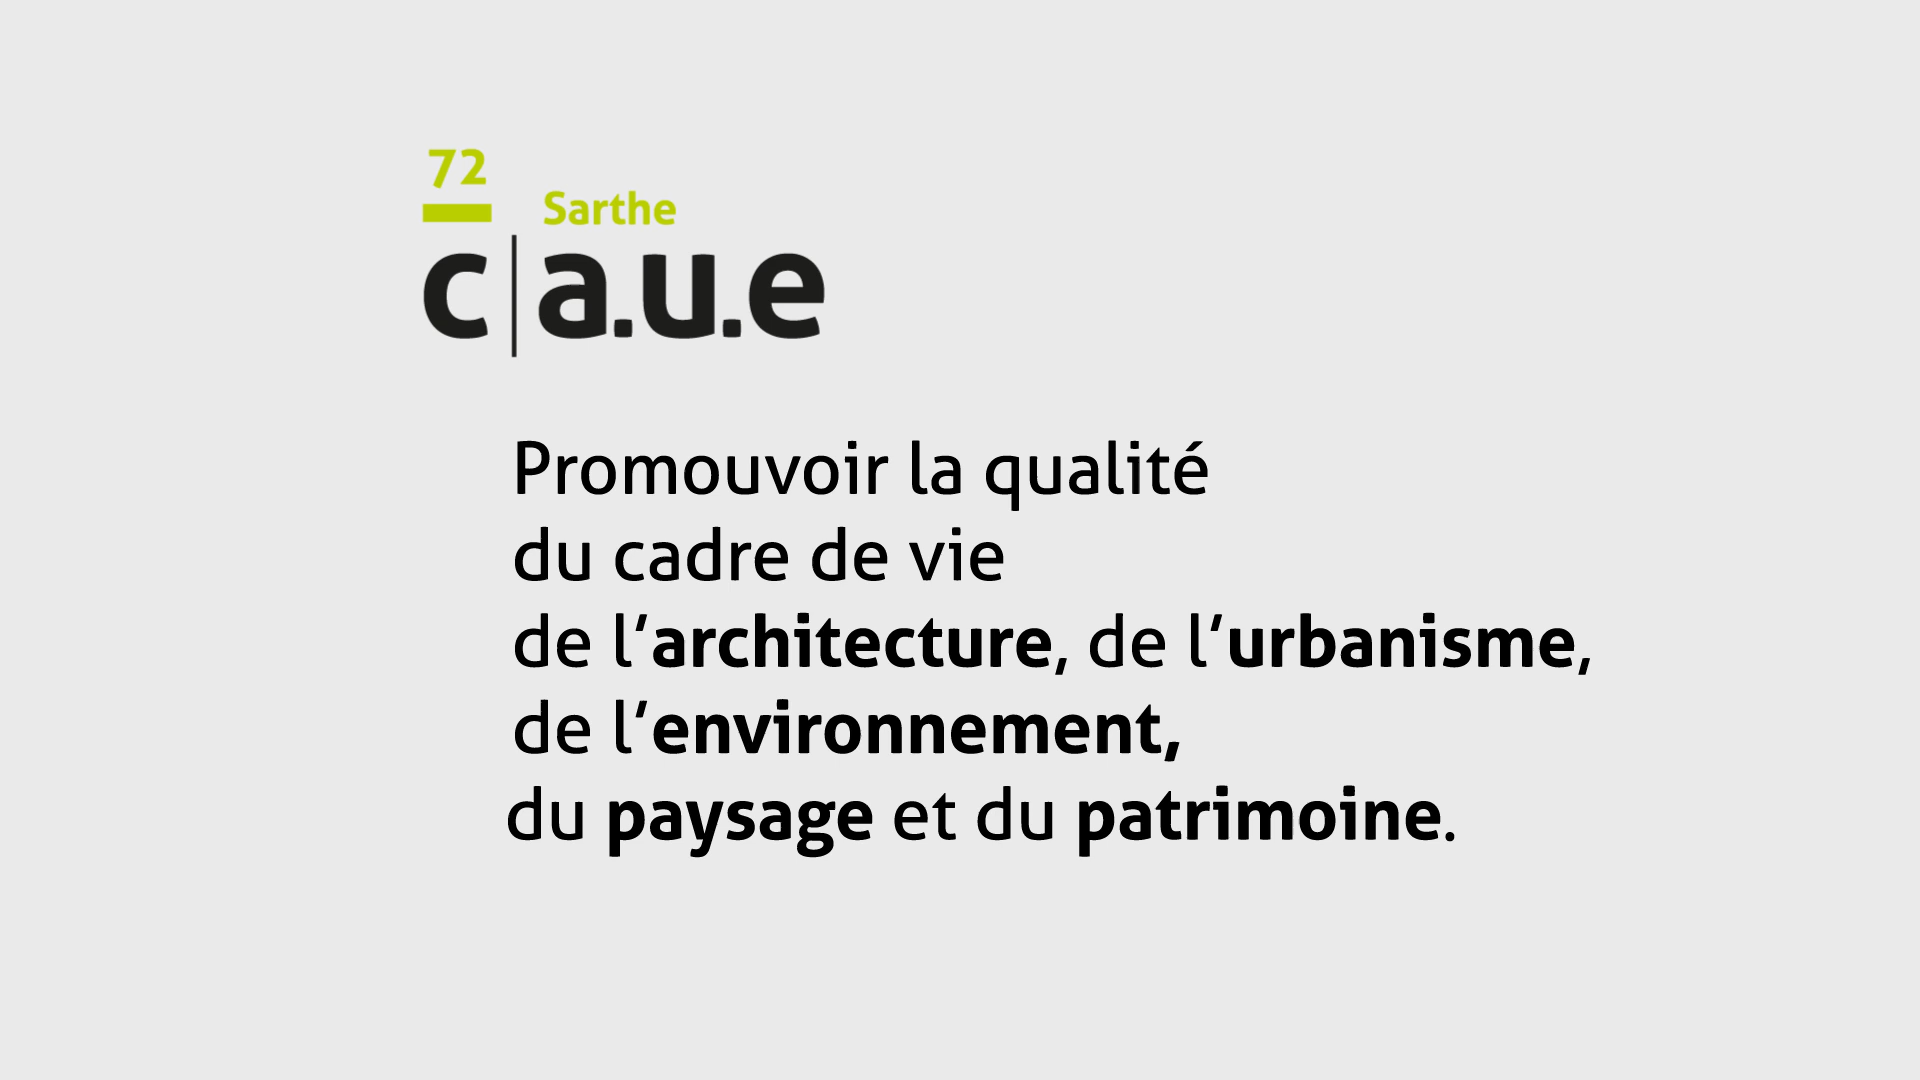 72
Sarthe
c|a.u.e
Promouvoir la qualité
du cadre de vie
de l’architecture, de l’urbanisme,
de l’environnement,
du paysage et du patrimoine.